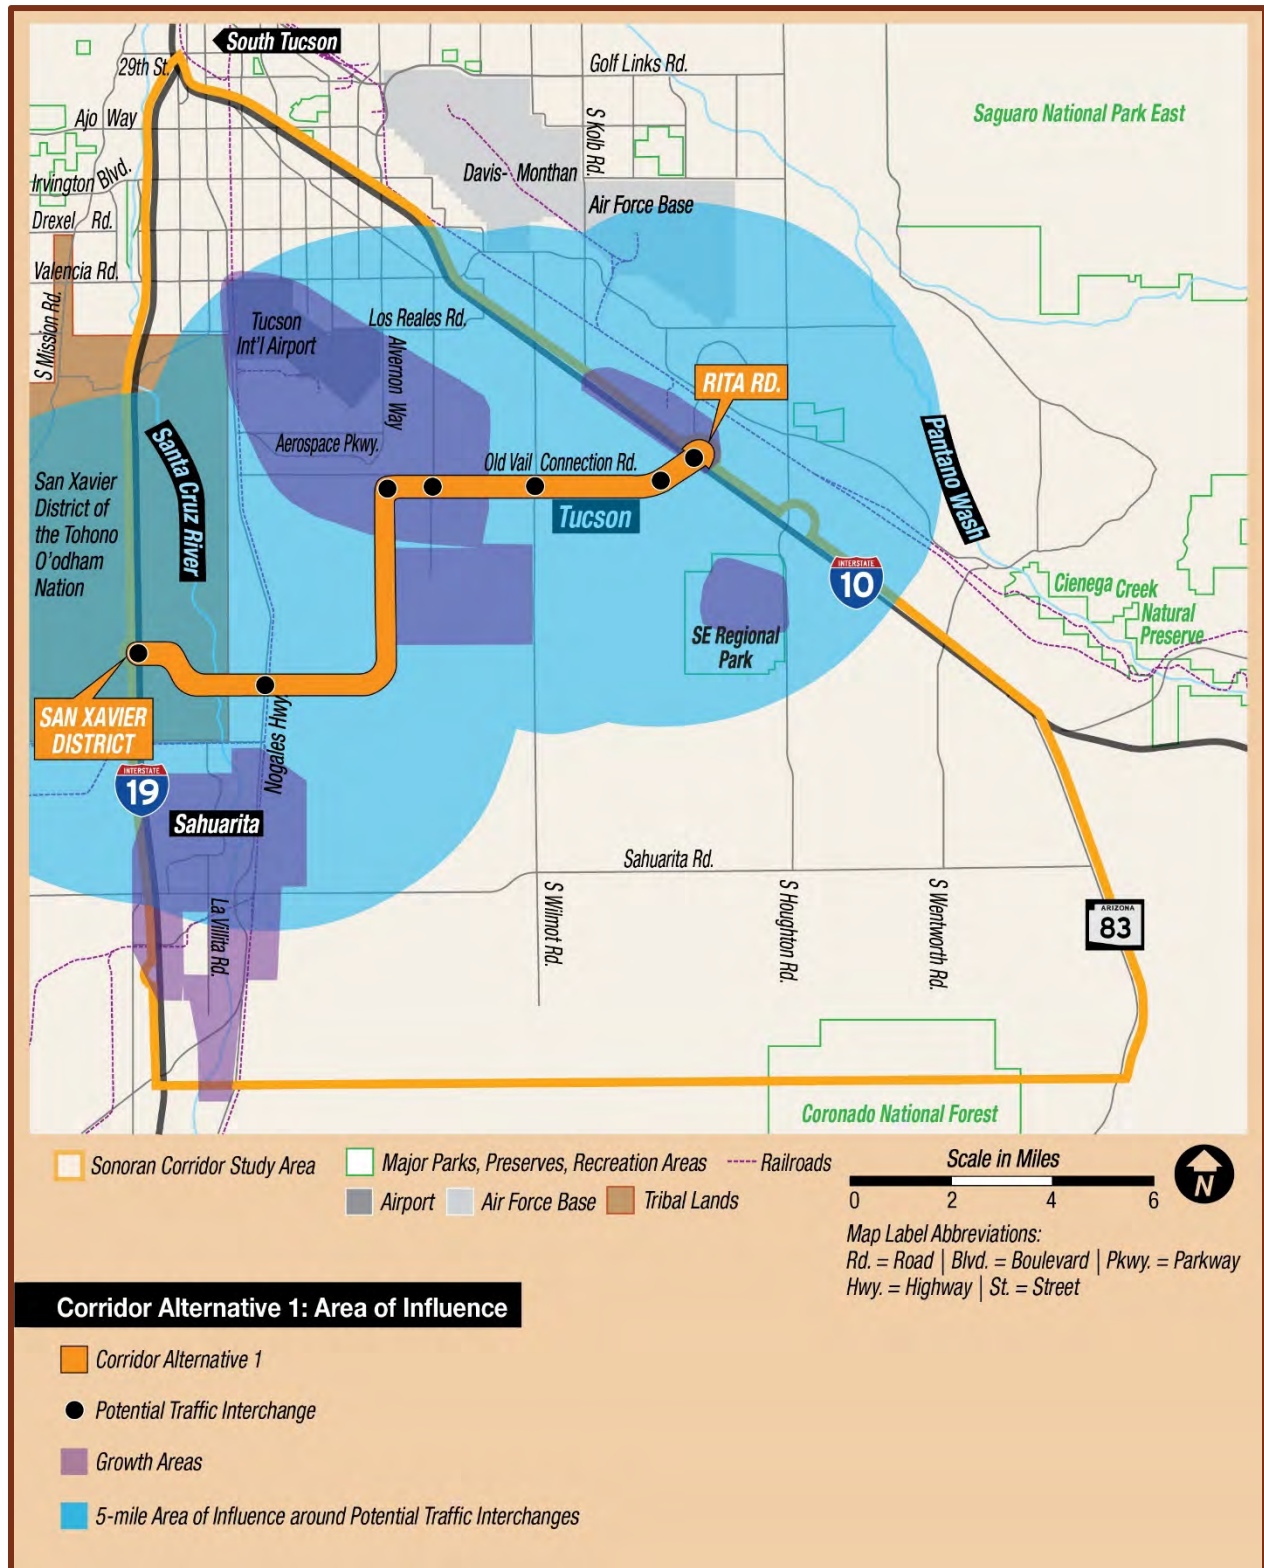 South Tucson
29th St.
Golf Links Rd.
Ajo Way
S Kolb Rd.
Saguaro National Park East
Irvington Blvd.
Davis- Monthan
Air Force Base
Drexel Rd.
Valencia Rd.
S Mission Rd.
Tucson
Int'l Airport
Los Reales Rd.
Alvernon Way
RITA RD.
Aerospace Pkwy.
Old Vail Connection Rd.
Tucson
Santa Cruz River
Pantano Wash
San Xavier
District of
the Tohono
O'odham
Nation
INTERSTATE
10
Cienega Creek
Natural
Preserve
SE Regional
Park
SAN XAVIER
DISTRICT
Nogales Hwy.
INTERSTATE
19
Sahuarita
Sahuarita Rd.
La Villita Rd.
S Wilmot Rd.
S Houghton Rd.
S Wentworth Rd.
ARIZONA
83
Coronado National Forest
Sonoran Corridor Study Area
Major Parks, Preserves, Recreation Areas
Railroads
Airport
Air Force Base
Tribal Lands
Scale in Miles
0 2 4 6
N
Map Label Abbreviations:
Rd. = Road | Blvd. = Boulevard | Pkwy. = Parkway
Hwy. = Highway | St. = Street
Corridor Alternative 1: Area of Influence
Corridor Alternative 1
Potential Traffic Interchange
Growth Areas
5-mile Area of Influence around Potential Traffic Interchanges